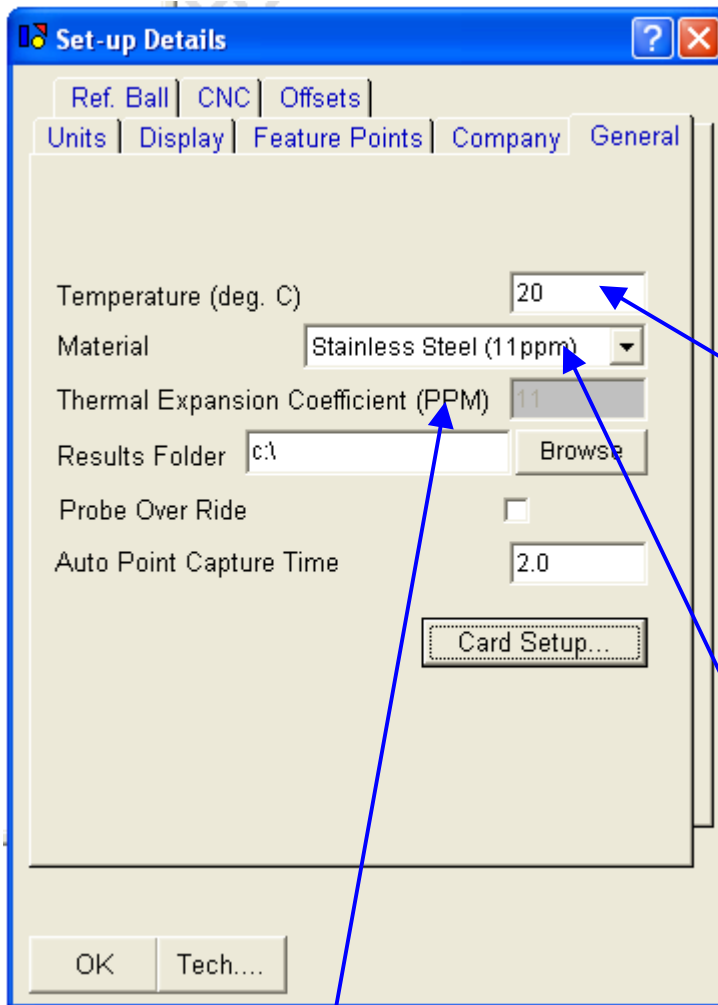 Set-up Details
Ref. Ball CNC Offsets
Units Display Feature Points Company General
Temperature (deg. C) 20
Material Stainless Steel (11ppm)
Thermal Expansion Coefficient (PPM) 11
Results Folder c:\ Browse
Probe Over Ride
Auto Point Capture Time 2.0
Card Setup...
OK Tech....